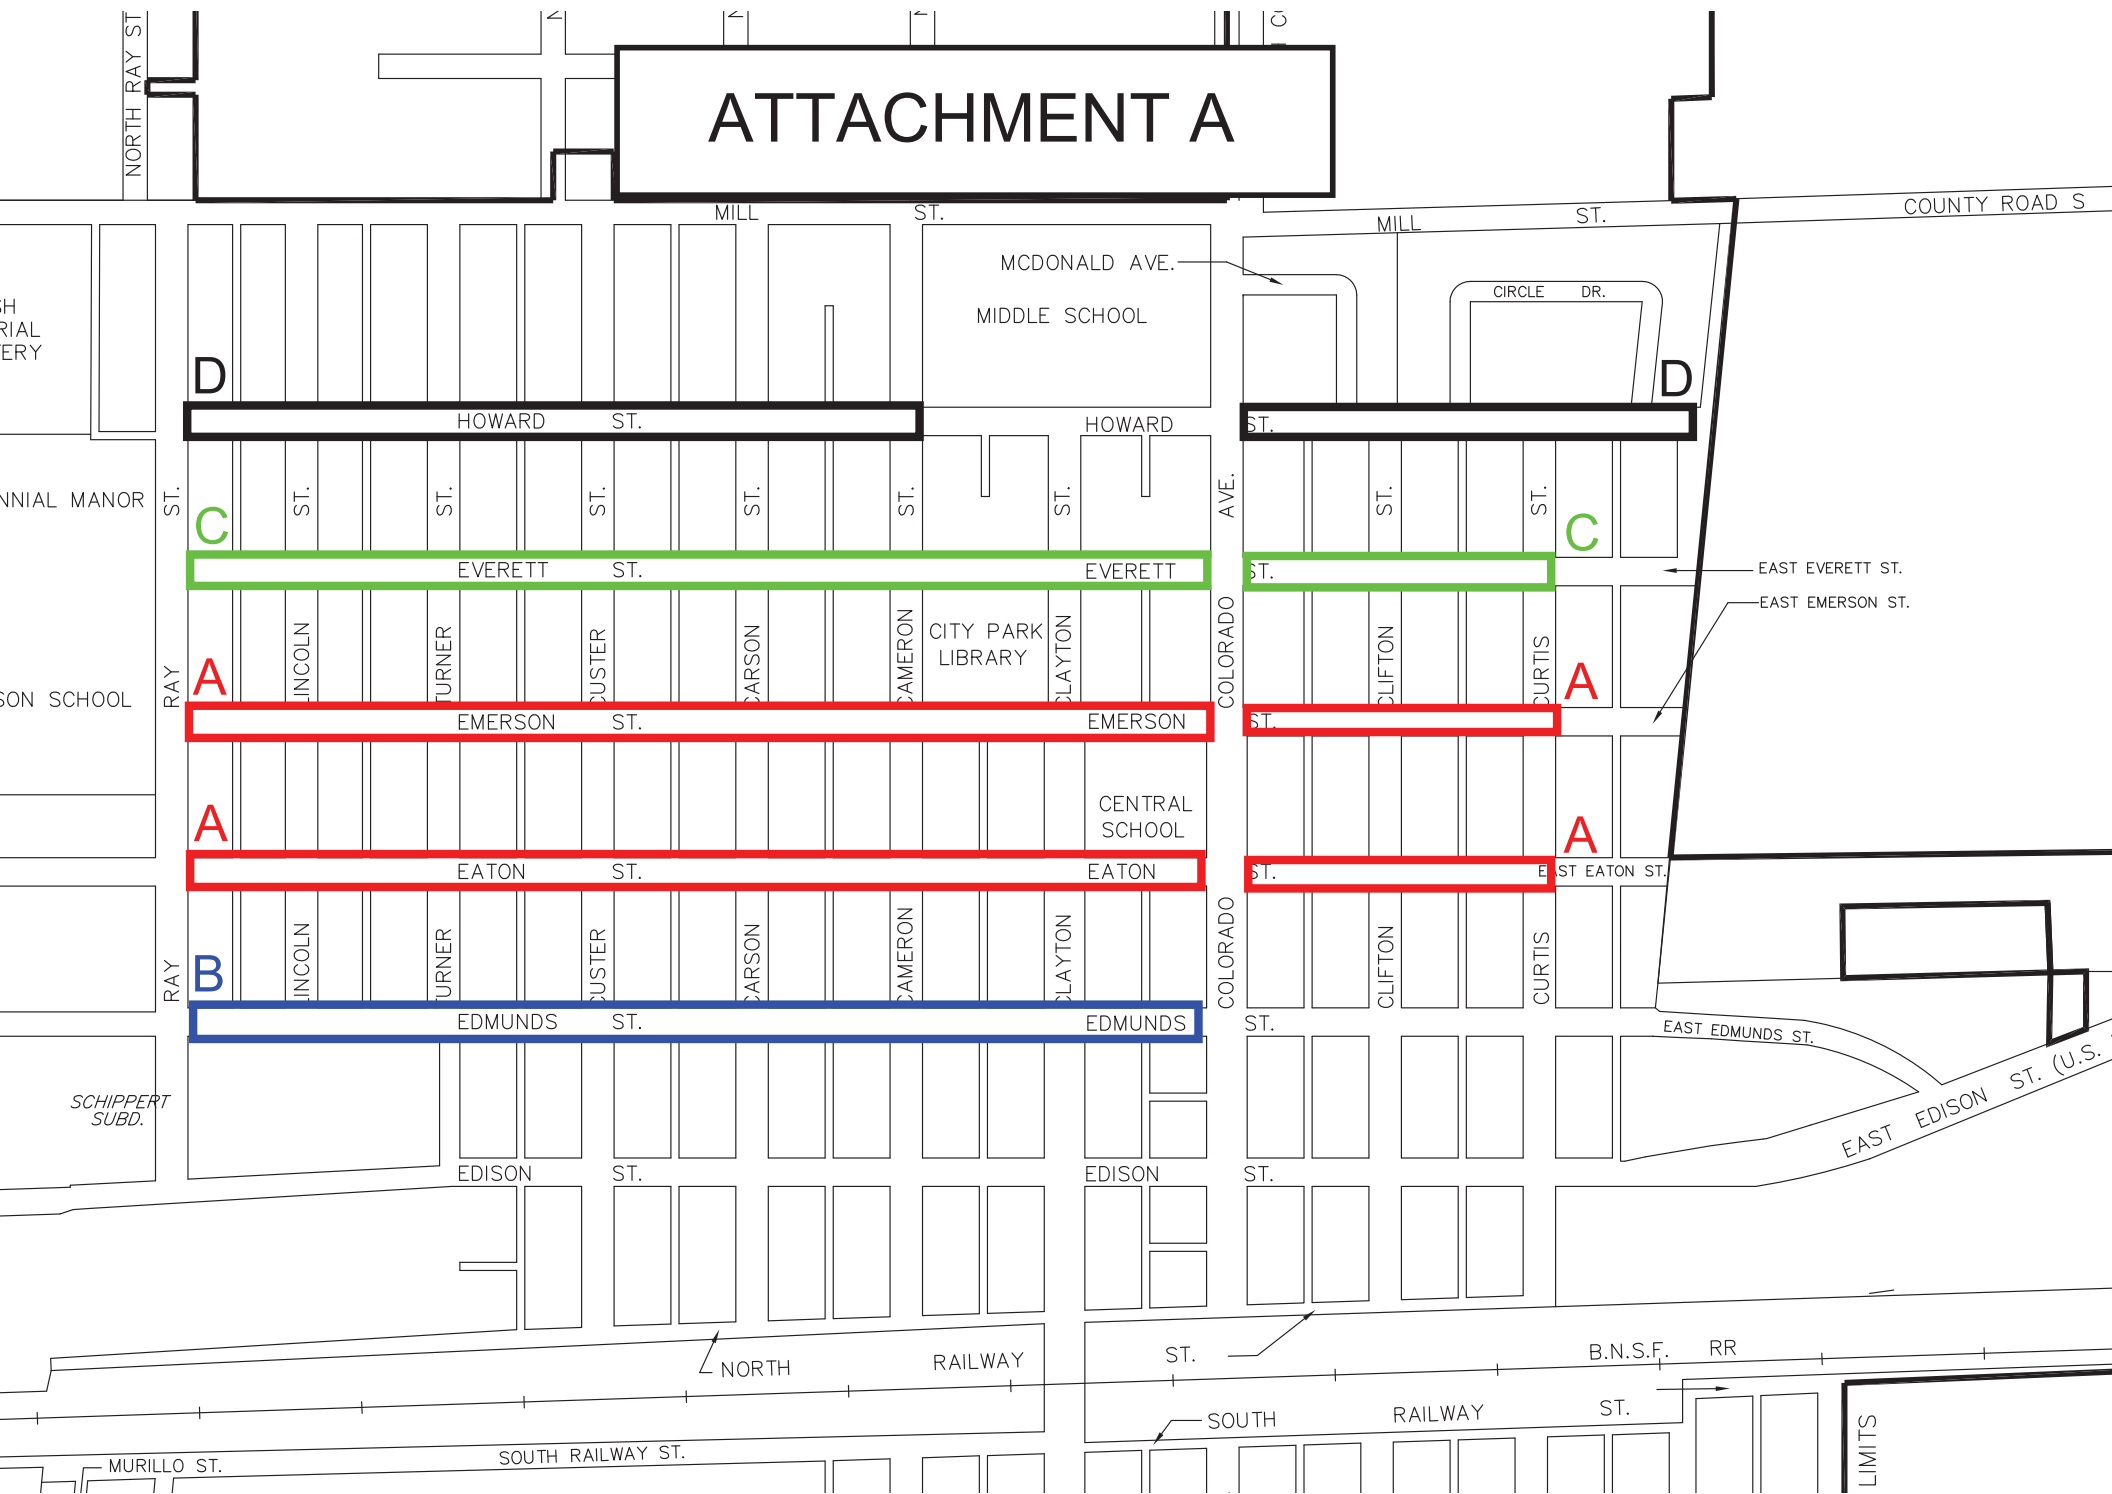 NORTH RAY ST
ATTACHMENT A
MILL ST.
MILL ST.
COUNTY ROAD S
MCDONALD AVE.
MIDDLE SCHOOL
CIRCLE DR.
D
D
HOWARD ST.
HOWARD ST.
NNIAL MANOR
ST.
ST.
ST.
ST.
ST.
ST.
ST.
AVE.
ST.
ST.
C
C
EVERETT ST.
EVERETT ST.
EAST EVERETT ST.
EAST EMERSON ST.
CITY PARK
LIBRARY
RAY
LINCOLN
TURNER
CUSTER
CARSON
CAMERON
CLAYTON
COLORADO
CLIFTON
CURTIS
SON SCHOOL
A
A
EMERSON ST.
EMERSON ST.
CENTRAL
SCHOOL
A
A
EATON ST.
EATON ST.
EAST EATON ST.
RAY
LINCOLN
TURNER
CUSTER
CARSON
CAMERON
CLAYTON
COLORADO
CLIFTON
CURTIS
B
EDMUNDS ST.
EDMUNDS ST.
EAST EDMUNDS ST.
SCHIPPERT
SUBD.
EDISON ST.
EDISON ST.
EAST EDISON ST. (U.S.
NORTH RAILWAY ST.
B.N.S.F. RR
SOUTH RAILWAY ST.
SOUTH RAILWAY ST.
MURILLO ST.
LIMITS